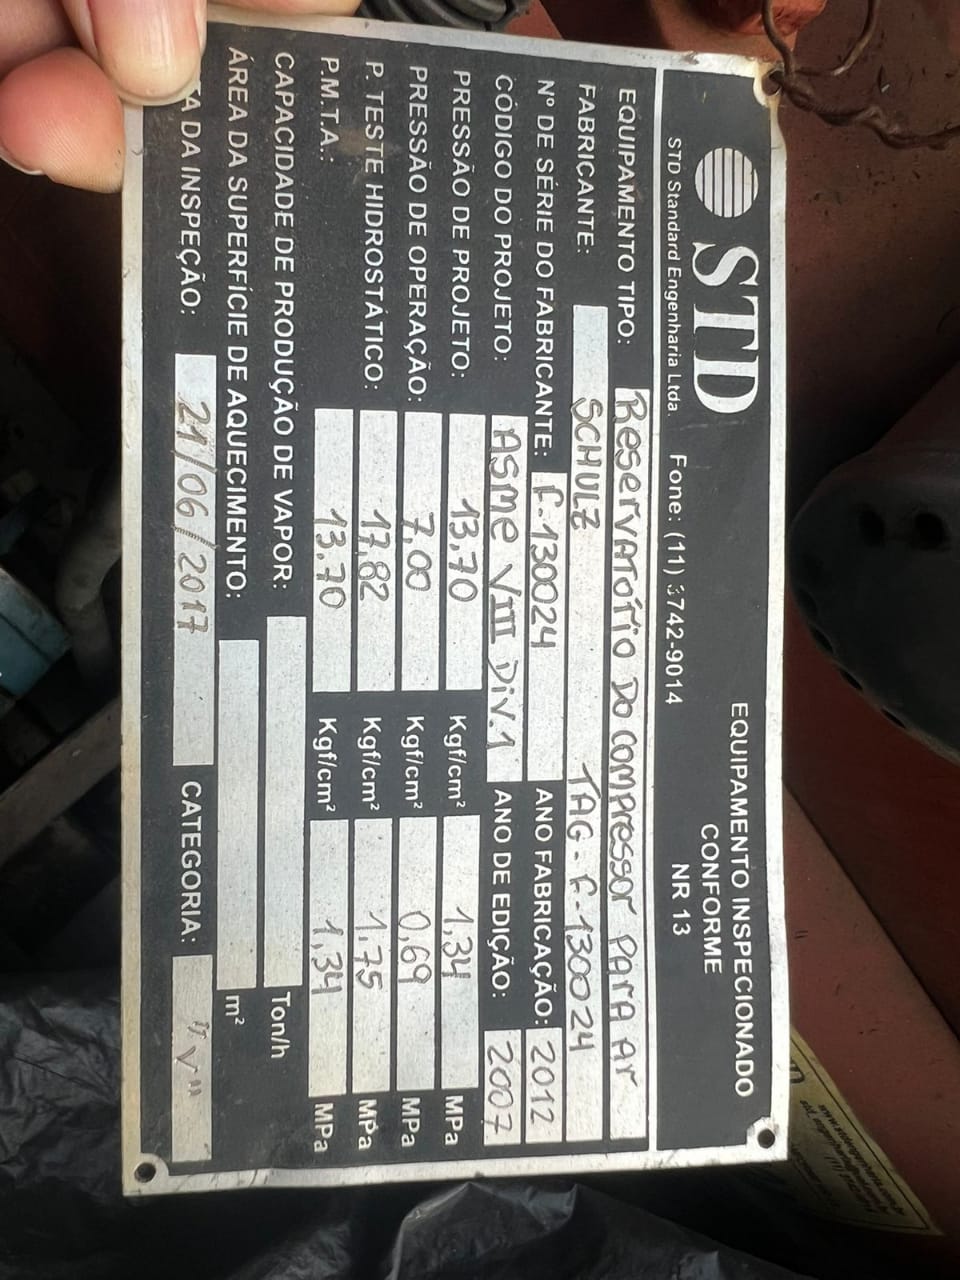 STD
STD Standard Engenharia Ltda.
Fone: (11) 3742-9014
EQUIPAMENTO INSPECIONADO
CONFORME
NR 13
EQUIPAMENTO TIPO: Reservatório do compressor para ar
FABRICANTE: SCHULZ TAG-F-130024
Nº DE SÉRIE DO FABRICANTE: F-130024 ANO FABRICAÇÃO: 2012
CÓDIGO DO PROJETO: ASME VIII Div.1 ANO DE EDIÇÃO: 2007
PRESSÃO DE PROJETO: 13,70 Kgf/cm² 1,34 MPa
PRESSÃO DE OPERAÇÃO: 7,00 Kgf/cm² 0,69 MPa
P. TESTE HIDROSTÁTICO: 17,82 Kgf/cm² 1,75 MPa
P.M.T.A.: 13,70 Kgf/cm² 1,34 MPa
CAPACIDADE DE PRODUÇÃO DE VAPOR: Ton/h
ÁREA DA SUPERFÍCIE DE AQUECIMENTO: m²
TA DA INSPEÇÃO: 21/06/2017 CATEGORIA: "V"